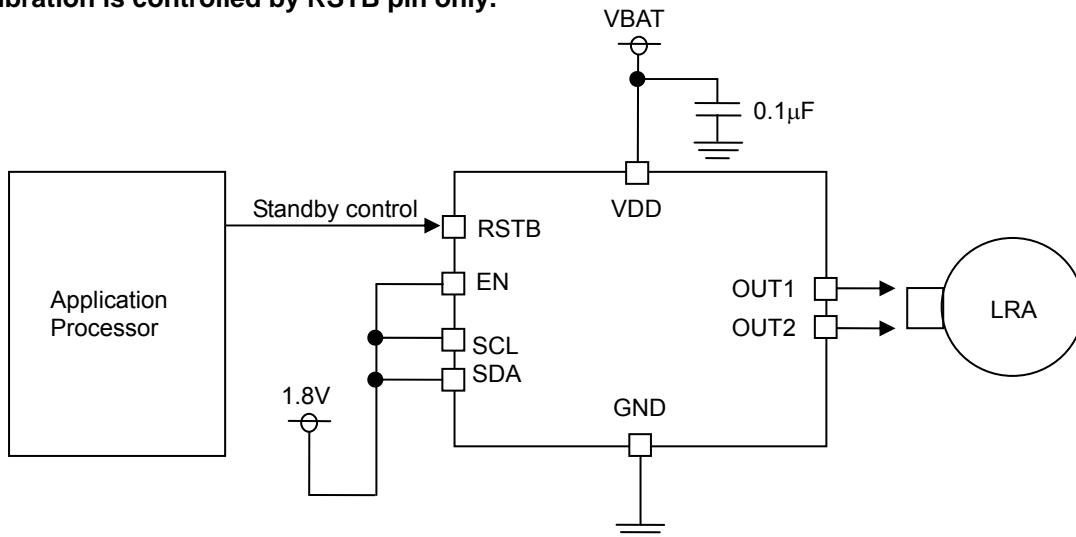 bration is controlled by RSTB pin only.
VBAT
0.1μF
Standby control
RSTB
VDD
EN
Application
Processor
OUT1
OUT2
LRA
SCL
SDA
1.8V
GND